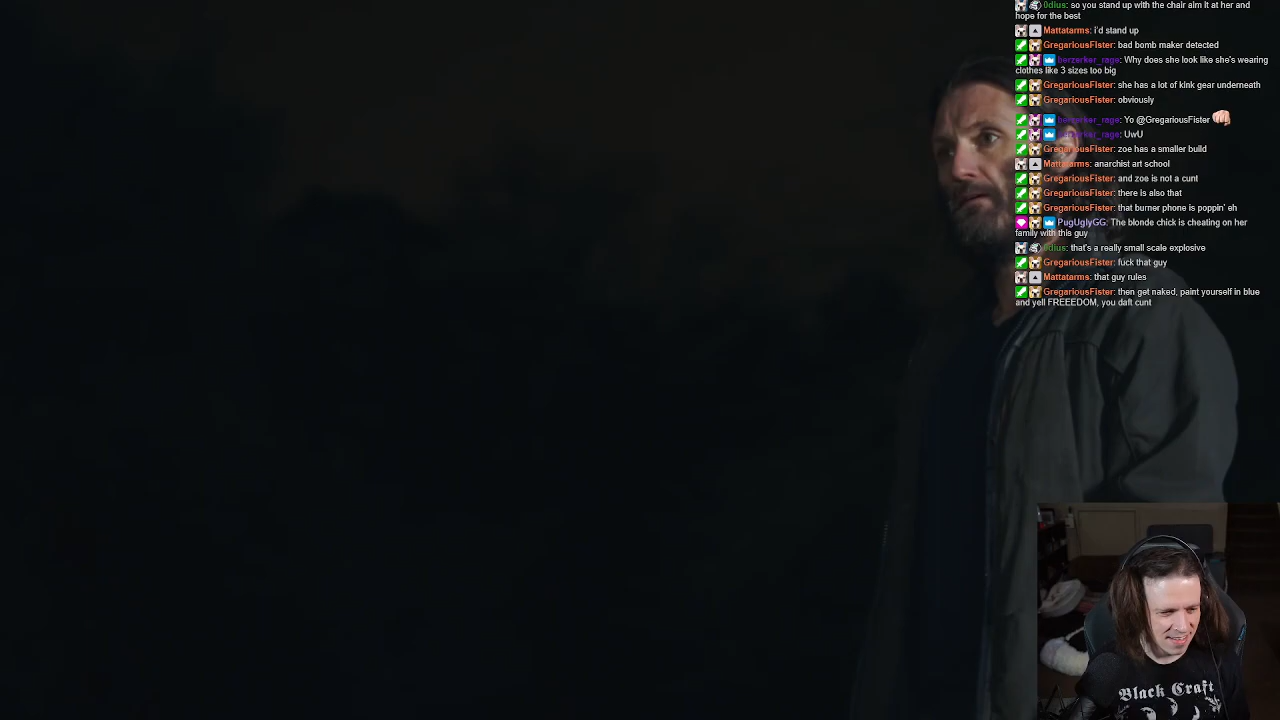 0dius: so you stand up with the chair aim it at her and
hope for the best
Mattatarms: i'd stand up
GregariousFister: bad bomb maker detected
berzerker_rage: Why does she look like she's wearing
clothes like 3 sizes too big
GregariousFister: she has a lot of kink gear underneath
GregariousFister: obviously
berzerker_rage: Yo @GregariousFister
berzerker_rage: UwU
GregariousFister: zoe has a smaller build
Mattatarms: anarchist art school
GregariousFister: and zoe is not a cunt
GregariousFister: there is also that
GregariousFister: that burner phone is poppin' eh
PugUglyGG: The blonde chick is cheating on her
family with this guy
0dius: that's a really small scale explosive
GregariousFister: fuck that guy
Mattatarms: that guy rules
GregariousFister: then get naked, paint yourself in blue
and yell FREEEDOM, you daft cunt
Black Craft